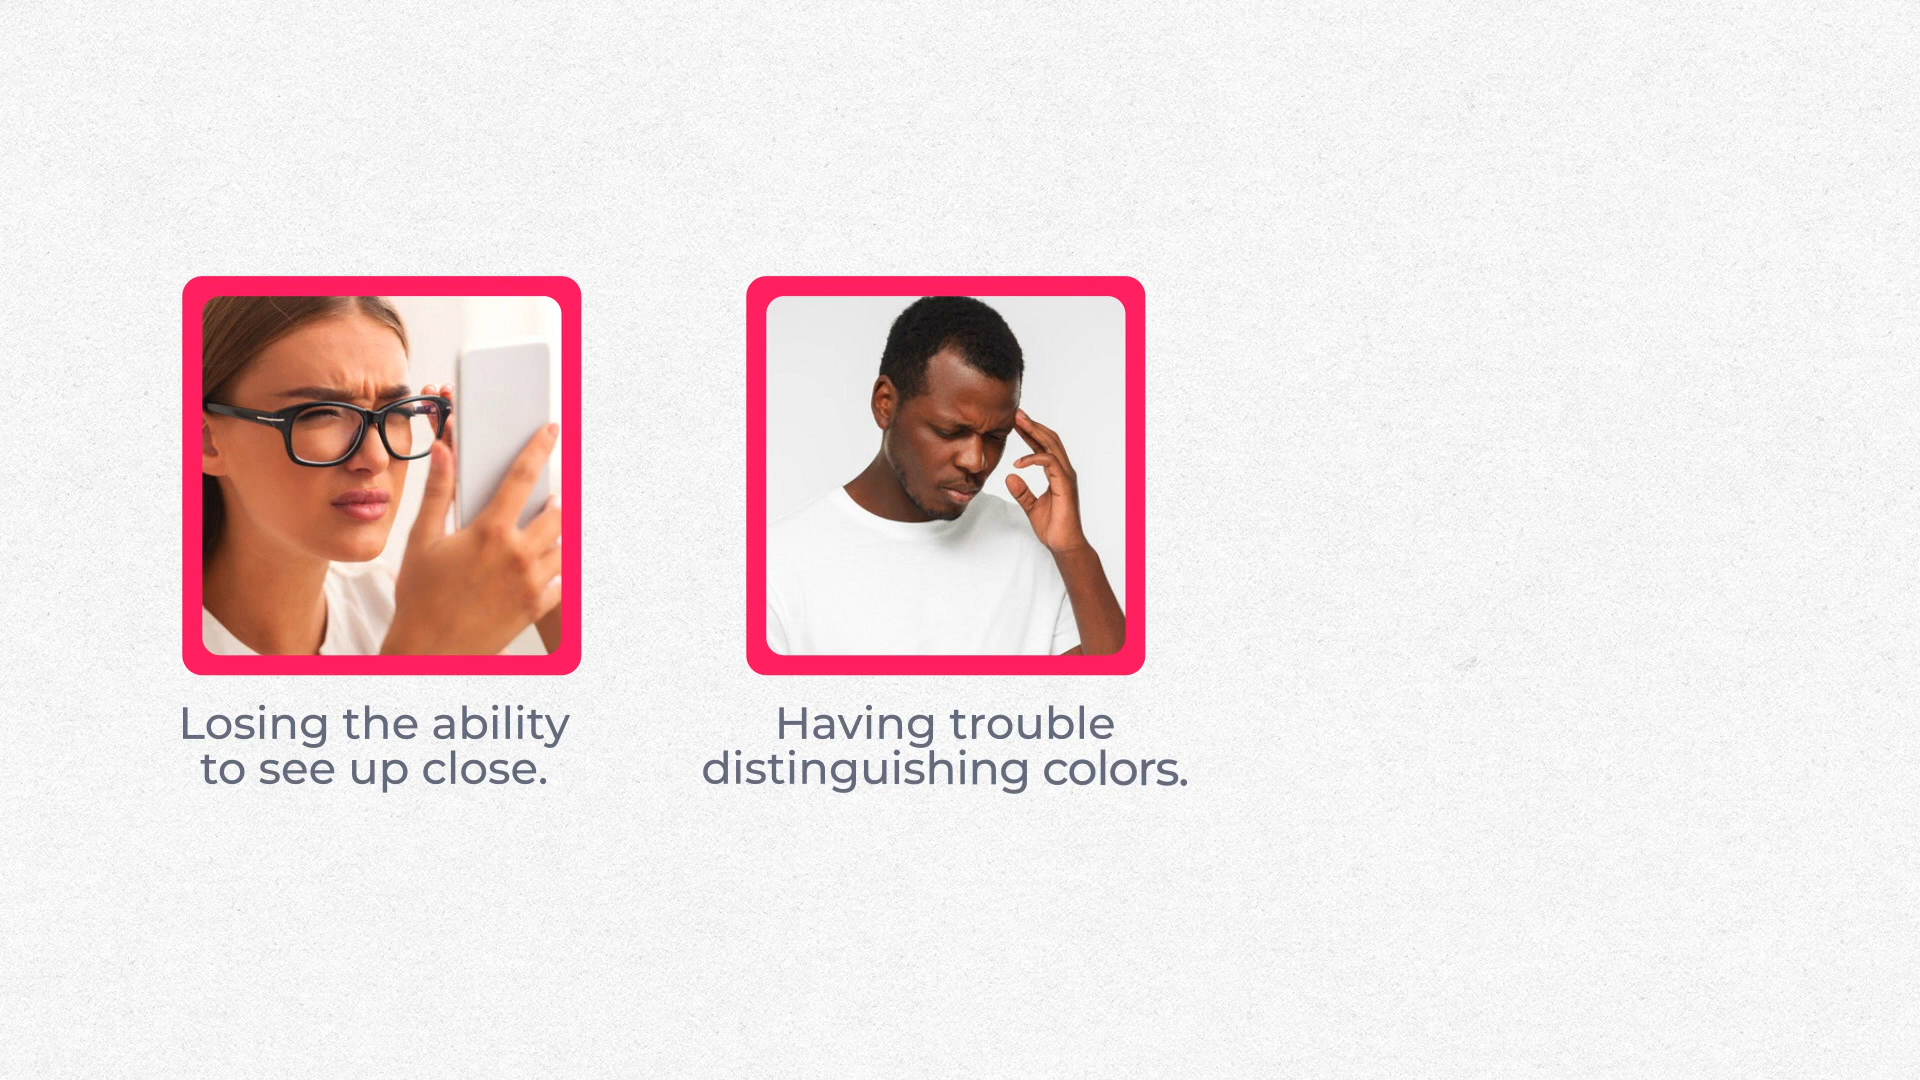 Losing the ability
to see up close.
Having trouble
distinguishing colors.